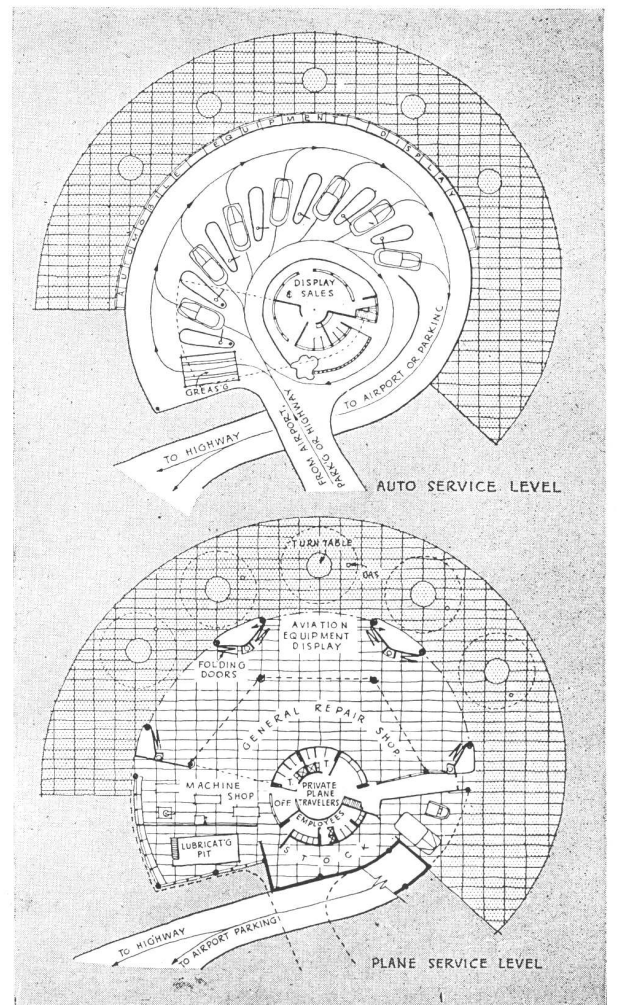 AUTOMOBILE EQUIPMENT DISPLAY
DISPLAY
& SALES
GREAS'G
TO HIGHWAY
FROM AIRPORT
PARK'G OR HIGHWAY
TO AIRPORT OR PARKING
AUTO SERVICE LEVEL
TURNTABLE
GAS
AVIATION
EQUIPMENT
DISPLAY
FOLDING
DOORS
GENERAL REPAIR SHOP
MACHINE
SHOP
T.
T.
OFF
PRIVATE
PLANE
TRAVELERS
EMPLOYEES
LUBRICAT'G
PIT
STOCK
TO HIGHWAY
TO AIRPORT PARKING!
PLANE SERVICE LEVEL